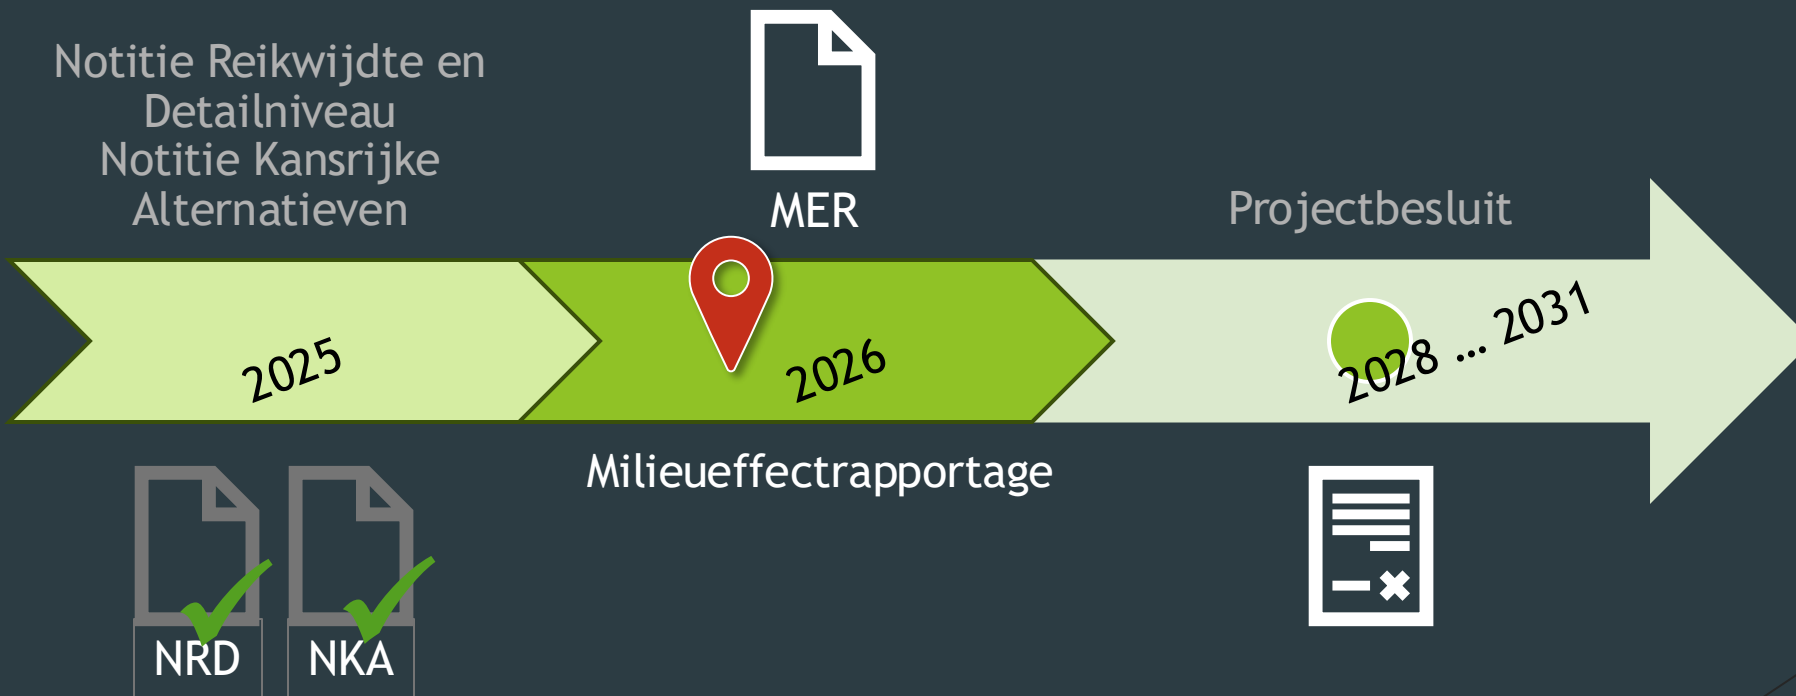 Notitie Reikwijdte en
Detailniveau
Notitie Kansrijke
Alternatieven
MER
Projectbesluit
2025
2026
2028 ... 2031
Milieueffectrapportage
NRD
NKA